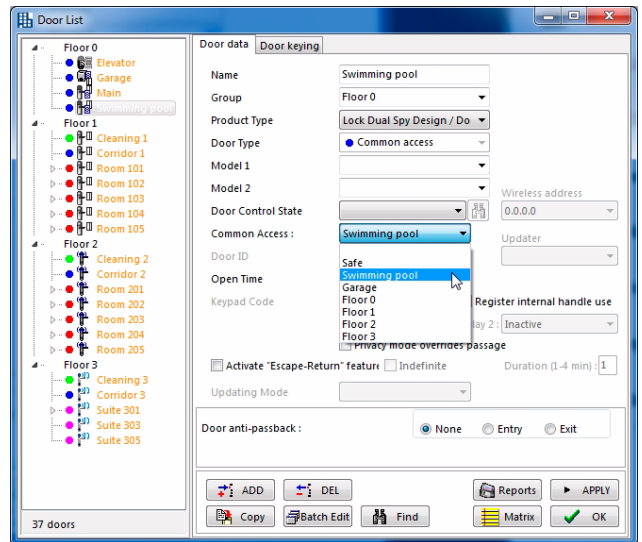 Door List
Floor 0
Elevator
Garage
Main
Swimming pool
Floor 1
Cleaning 1
Corridor 1
Room 101
Room 102
Room 103
Room 104
Room 105
Floor 2
Cleaning 2
Corridor 2
Room 201
Room 202
Room 203
Room 204
Room 205
Floor 3
Cleaning 3
Corridor 3
Suite 301
Suite 303
Suite 305
37 doors
Door data Door keying
Name Swimming pool
Group Floor 0
Product Type Lock Dual Spy Design / Do
Door Type Common access
Model 1
Model 2
Wireless address
Door Control State 0.0.0.0
Common Access : Swimming pool
Updater
Door ID
Safe
Swimming pool
Garage
Floor 0
Floor 1
Floor 2
Floor 3
Open Time
Keypad Code Register internal handle use
lay 2 : Inactive
Privacy mode overrides passage
Activate "Escape-Return" feature Indefinite Duration (1-4 min) : 1
Updating Mode
Door anti-passback : None Entry Exit
ADD DEL Reports APPLY
Copy Batch Edit Find Matrix OK